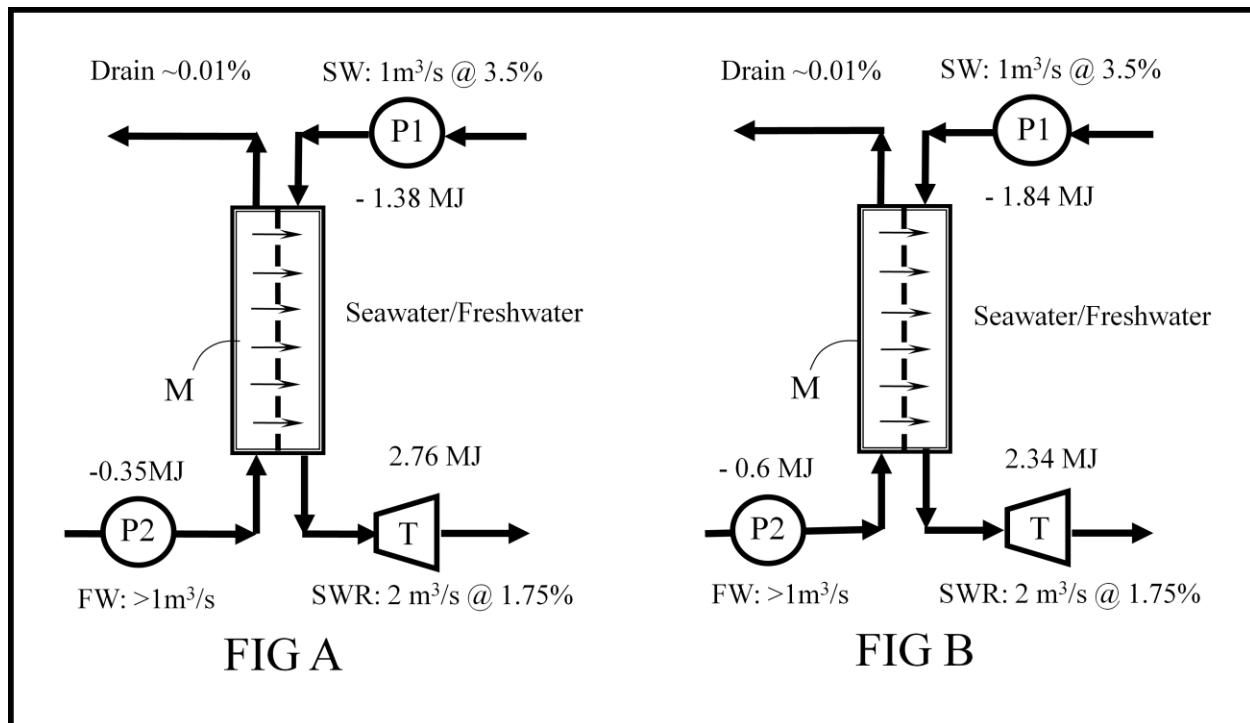 Drain ~0.01%
SW: 1m³/s @ 3.5%
P1
- 1.38 MJ
Seawater/Freshwater
M
-0.35MJ
2.76 MJ
P2
T
FW: >1m³/s
SWR: 2 m³/s @ 1.75%
FIG A
Drain ~0.01%
SW: 1m³/s @ 3.5%
P1
- 1.84 MJ
Seawater/Freshwater
M
- 0.6 MJ
2.34 MJ
P2
T
FW: >1m³/s
SWR: 2 m³/s @ 1.75%
FIG B